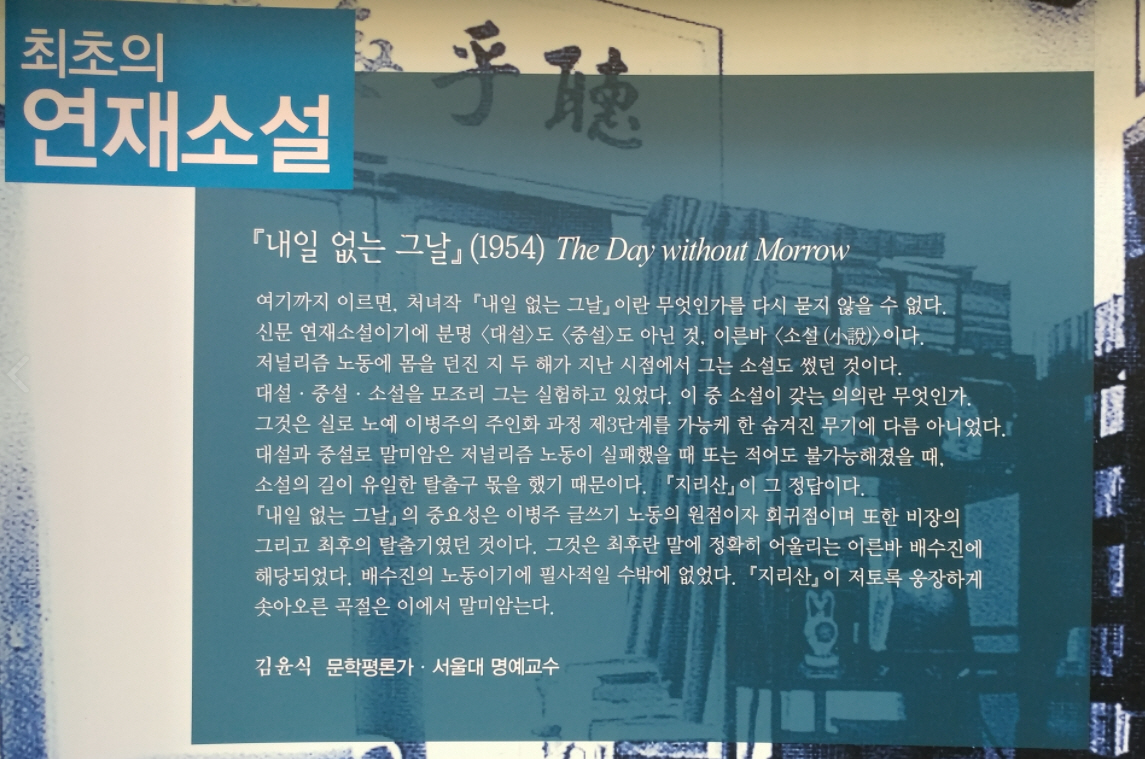 최초의
연재소설
乎 聽
『내일 없는 그날』(1954) The Day without Morrow
여기까지 이르면, 처녀작 『내일 없는 그날』이란 무엇인가를 다시 묻지 않을 수 없다.
신문 연재소설이기에 분명 〈대설〉도 〈중설〉도 아닌 것, 이른바 〈소설(小說)〉이다.
저널리즘 노동에 몸을 던진 지 두 해가 지난 시점에서 그는 소설도 썼던 것이다.
대설 · 중설 · 소설을 모조리 그는 실험하고 있었다. 이 중 소설이 갖는 의의란 무엇인가.
그것은 실로 노예 이병주의 주인화 과정 제3단계를 가능케 한 숨겨진 무기에 다름 아니었다.
대설과 중설로 말미암은 저널리즘 노동이 실패했을 때 또는 적어도 불가능해졌을 때,
소설의 길이 유일한 탈출구 몫을 했기 때문이다. 『지리산』이 그 정답이다.
『내일 없는 그날』의 중요성은 이병주 글쓰기 노동의 원점이자 회귀점이며 또한 비장의
그리고 최후의 탈출기였던 것이다. 그것은 최후란 말에 정확히 어울리는 이른바 배수진에
해당되었다. 배수진의 노동이기에 필사적일 수밖에 없었다. 『지리산』이 저토록 웅장하게
솟아오른 곡절은 이에서 말미암는다.
김윤식 문학평론가 · 서울대 명예교수